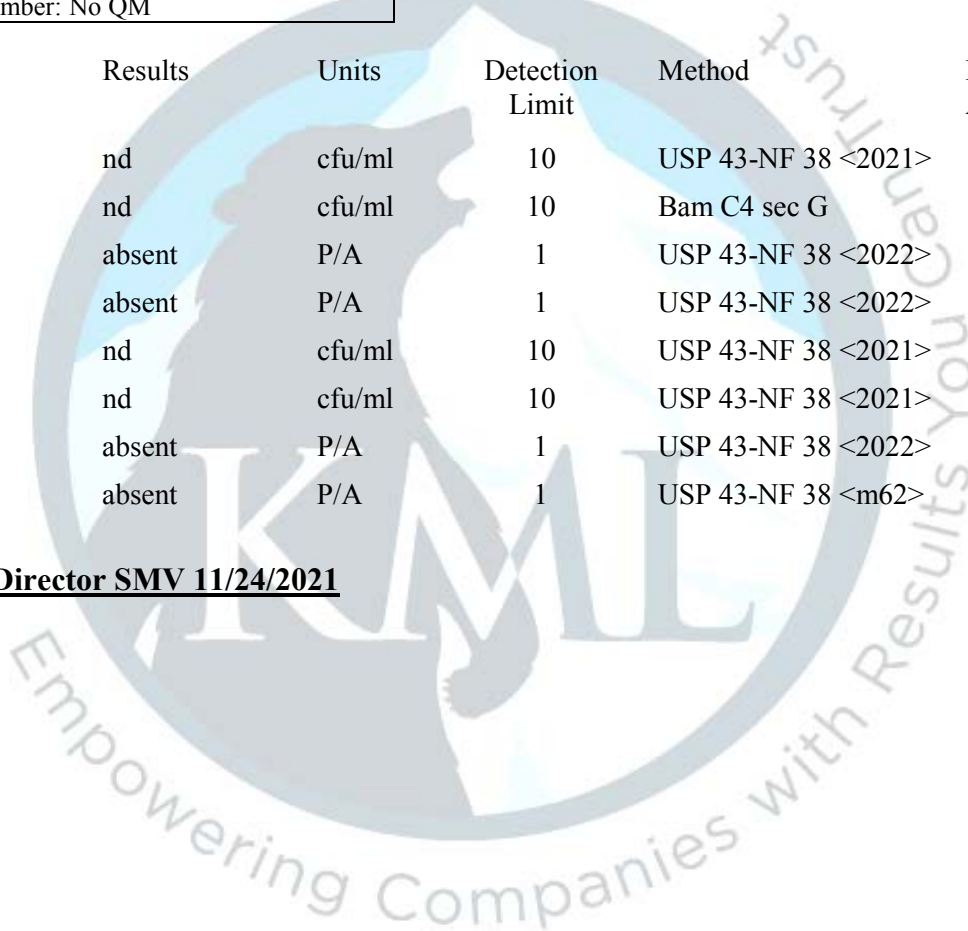 mber: No QM
Results Units Detection Limit Method
nd cfu/ml 10 USP 43-NF 38 <2021>
nd cfu/ml 10 Bam C4 sec G
absent P/A 1 USP 43-NF 38 <2022>
absent P/A 1 USP 43-NF 38 <2022>
nd cfu/ml 10 USP 43-NF 38 <2021>
nd cfu/ml 10 USP 43-NF 38 <2021>
absent P/A 1 USP 43-NF 38 <2022>
absent P/A 1 USP 43-NF 38 <m62>
Director SMV 11/24/2021
KML
Empowering Companies with Results You Can Trust